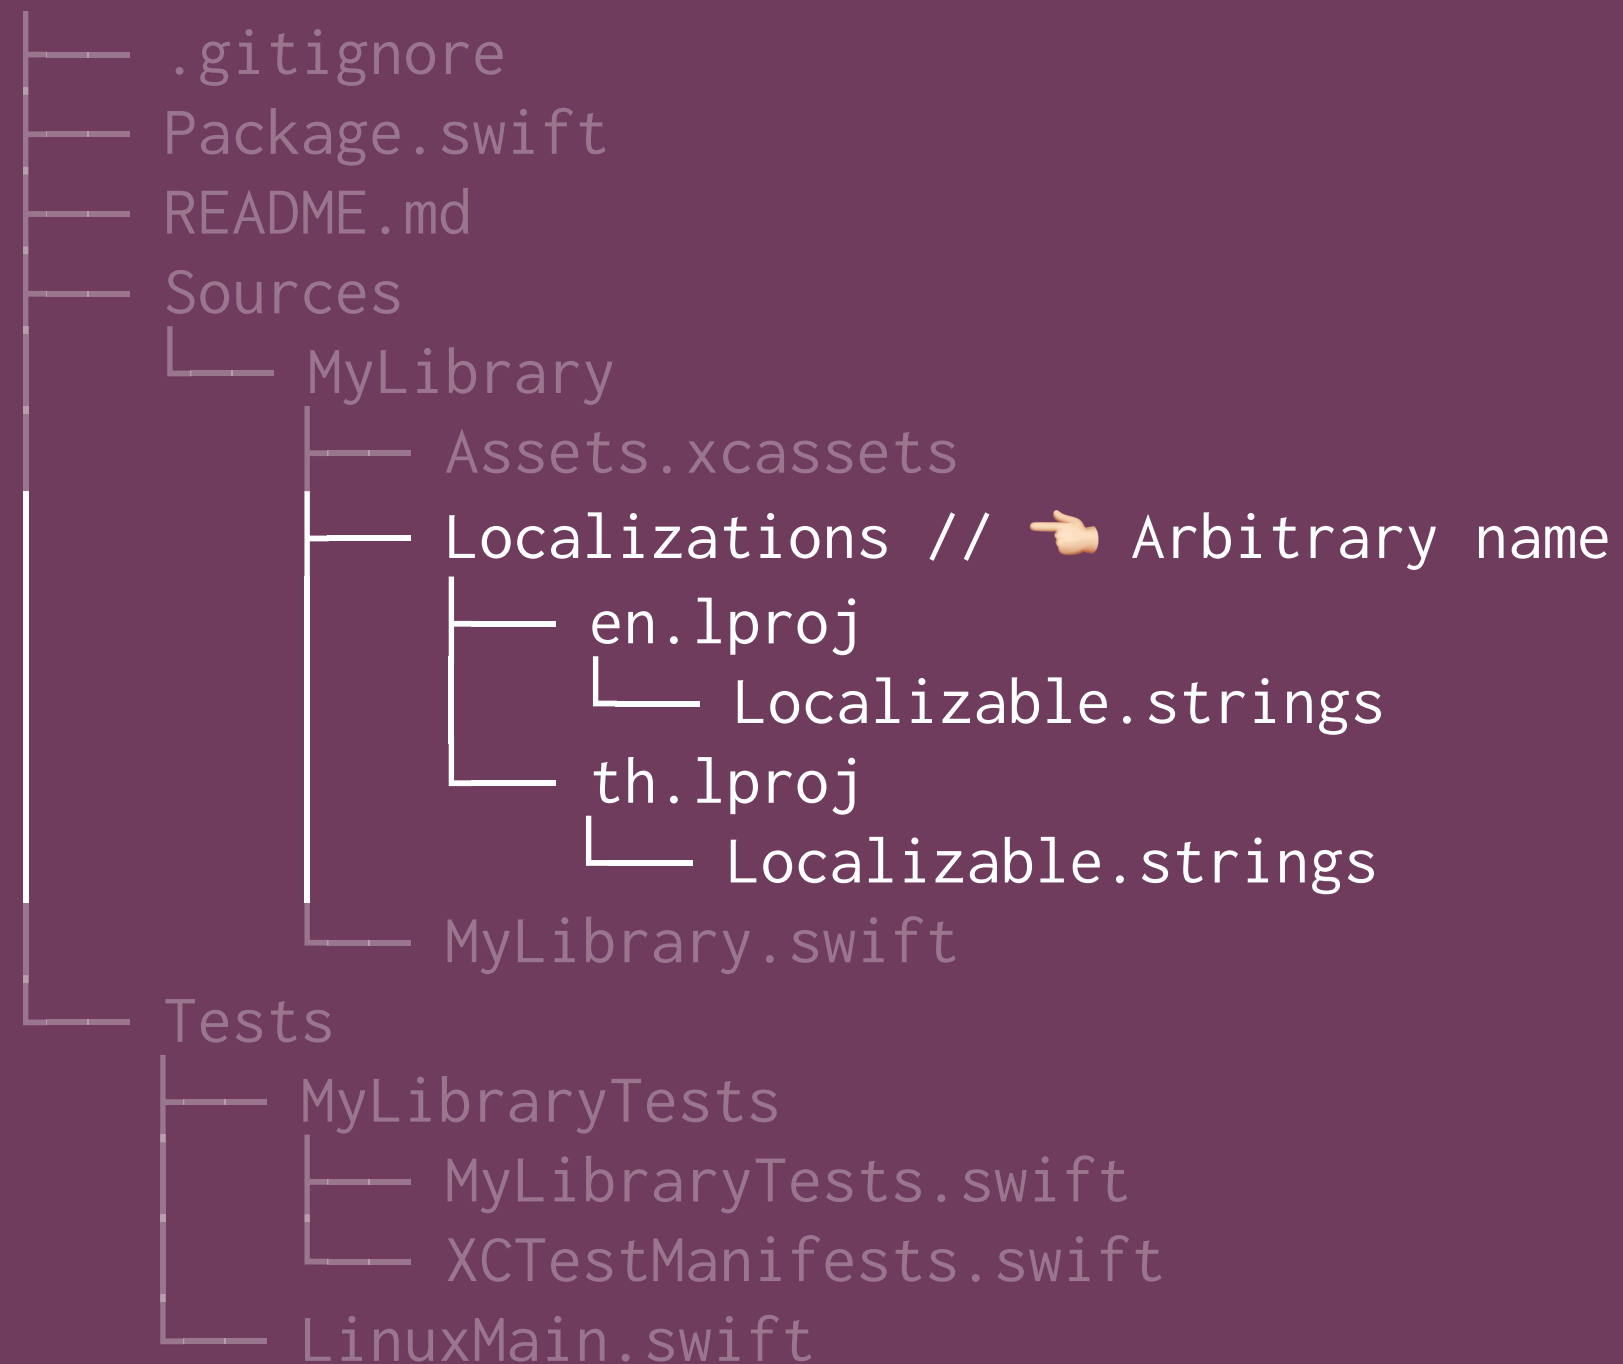 .gitignore
Package.swift
README.md
Sources
MyLibrary
Assets.xcassets
Localizations // 👈🏻 Arbitrary name
en.lproj
Localizable.strings
th.lproj
Localizable.strings
MyLibrary.swift
Tests
MyLibraryTests
MyLibraryTests.swift
XCTestManifests.swift
LinuxMain.swift